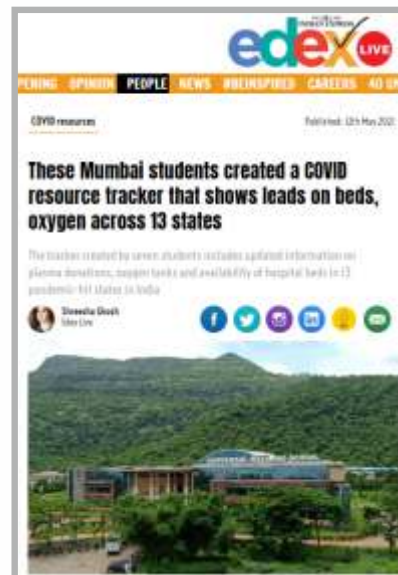 edex LIVE
OPINION PEOPLE NEWS #BEINSPIRED CAREERS
COVID resources
Published: 12th May 2021
These Mumbai students created a COVID
resource tracker that shows leads on beds,
oxygen across 13 states
The tracker created by seven students includes updated information on
plasma donations, oxygen tanks and availability of hospital beds in 13
pandemic-hit states in India
Ghosh
Edex Live